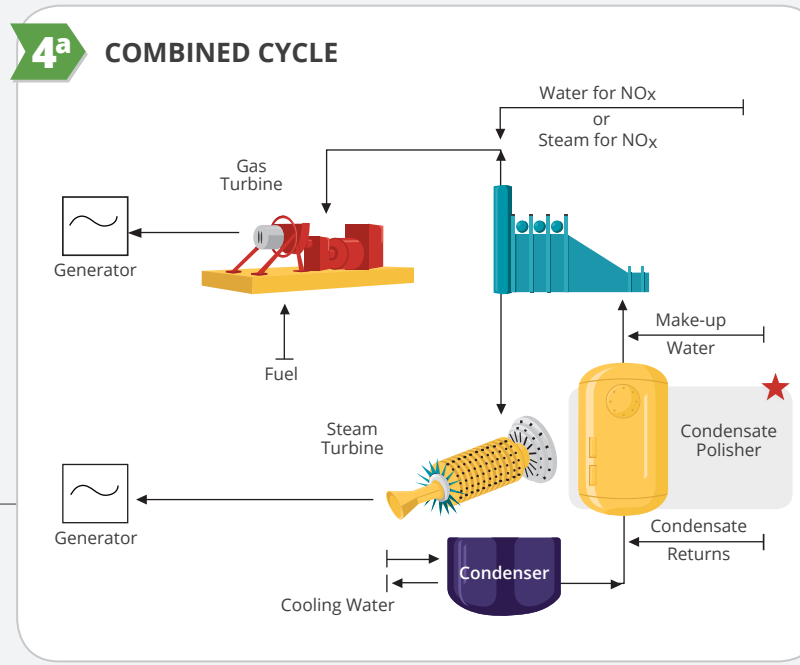 4a COMBINED CYCLE
Water for NOx
or
Steam for NOx
Gas
Turbine
Generator
Fuel
Make-up
Water
Steam
Turbine
Condensate
Polisher
Generator
Condensate
Returns
Condenser
Cooling Water